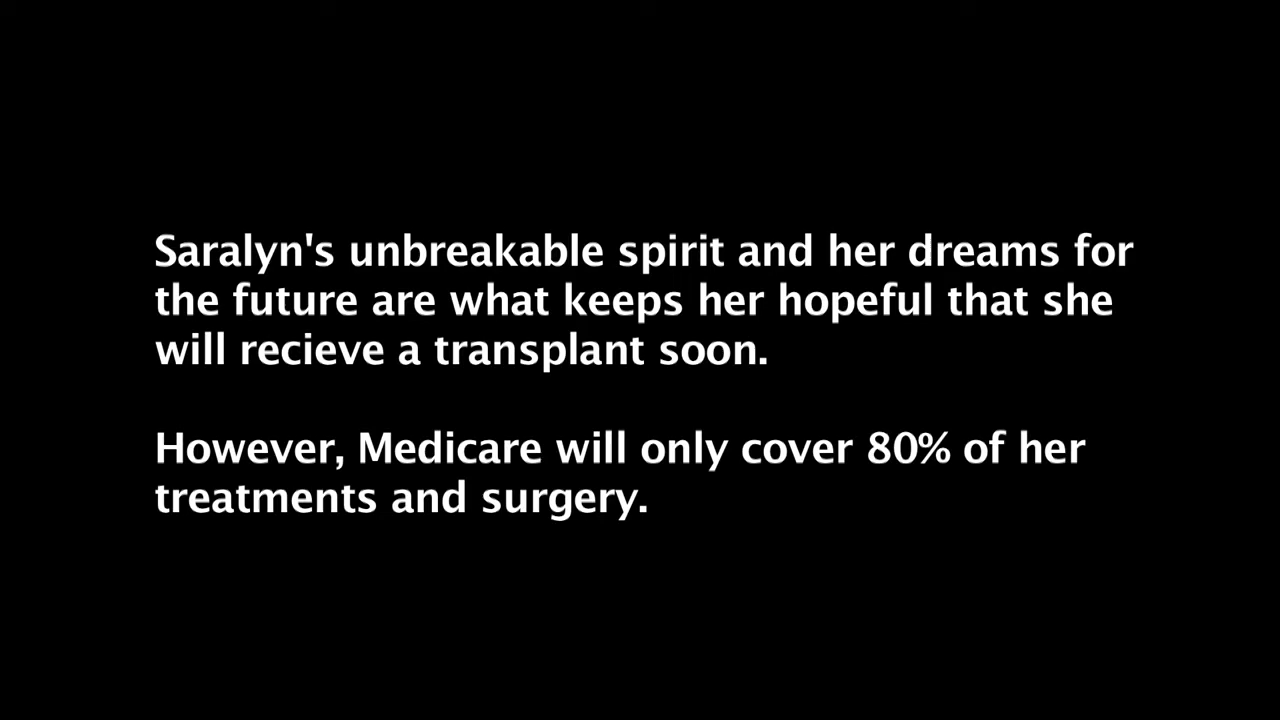 Saralyn's unbreakable spirit and her dreams for
the future are what keeps her hopeful that she
will recieve a transplant soon.
However, Medicare will only cover 80% of her
treatments and surgery.